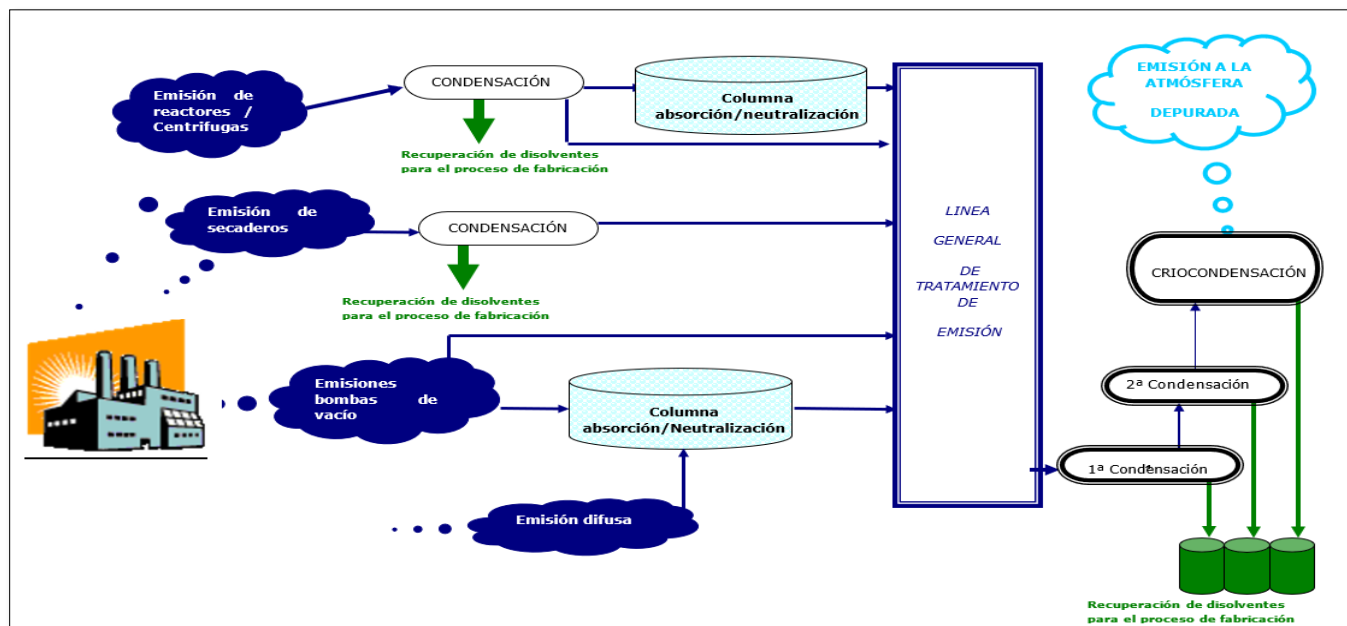 Emisión de
reactores /
Centrifugas
CONDENSACIÓN
Recuperación de disolventes
para el proceso de fabricación
Columna
absorción/neutralización
Emisión de
secaderos
CONDENSACIÓN
Recuperación de disolventes
para el proceso de fabricación
Emisiones
bombas de
vacío
Columna
absorción/Neutralización
Emisión difusa
LINEA
GENERAL
DE
TRATAMIENTO
DE
EMISIÓN
EMISIÓN A LA
ATMÓSFERA
DEPURADA
CRIOCONDENSACIÓN
2ª Condensación
1ª Condensación
Recuperación de disolventes
para el proceso de fabricación